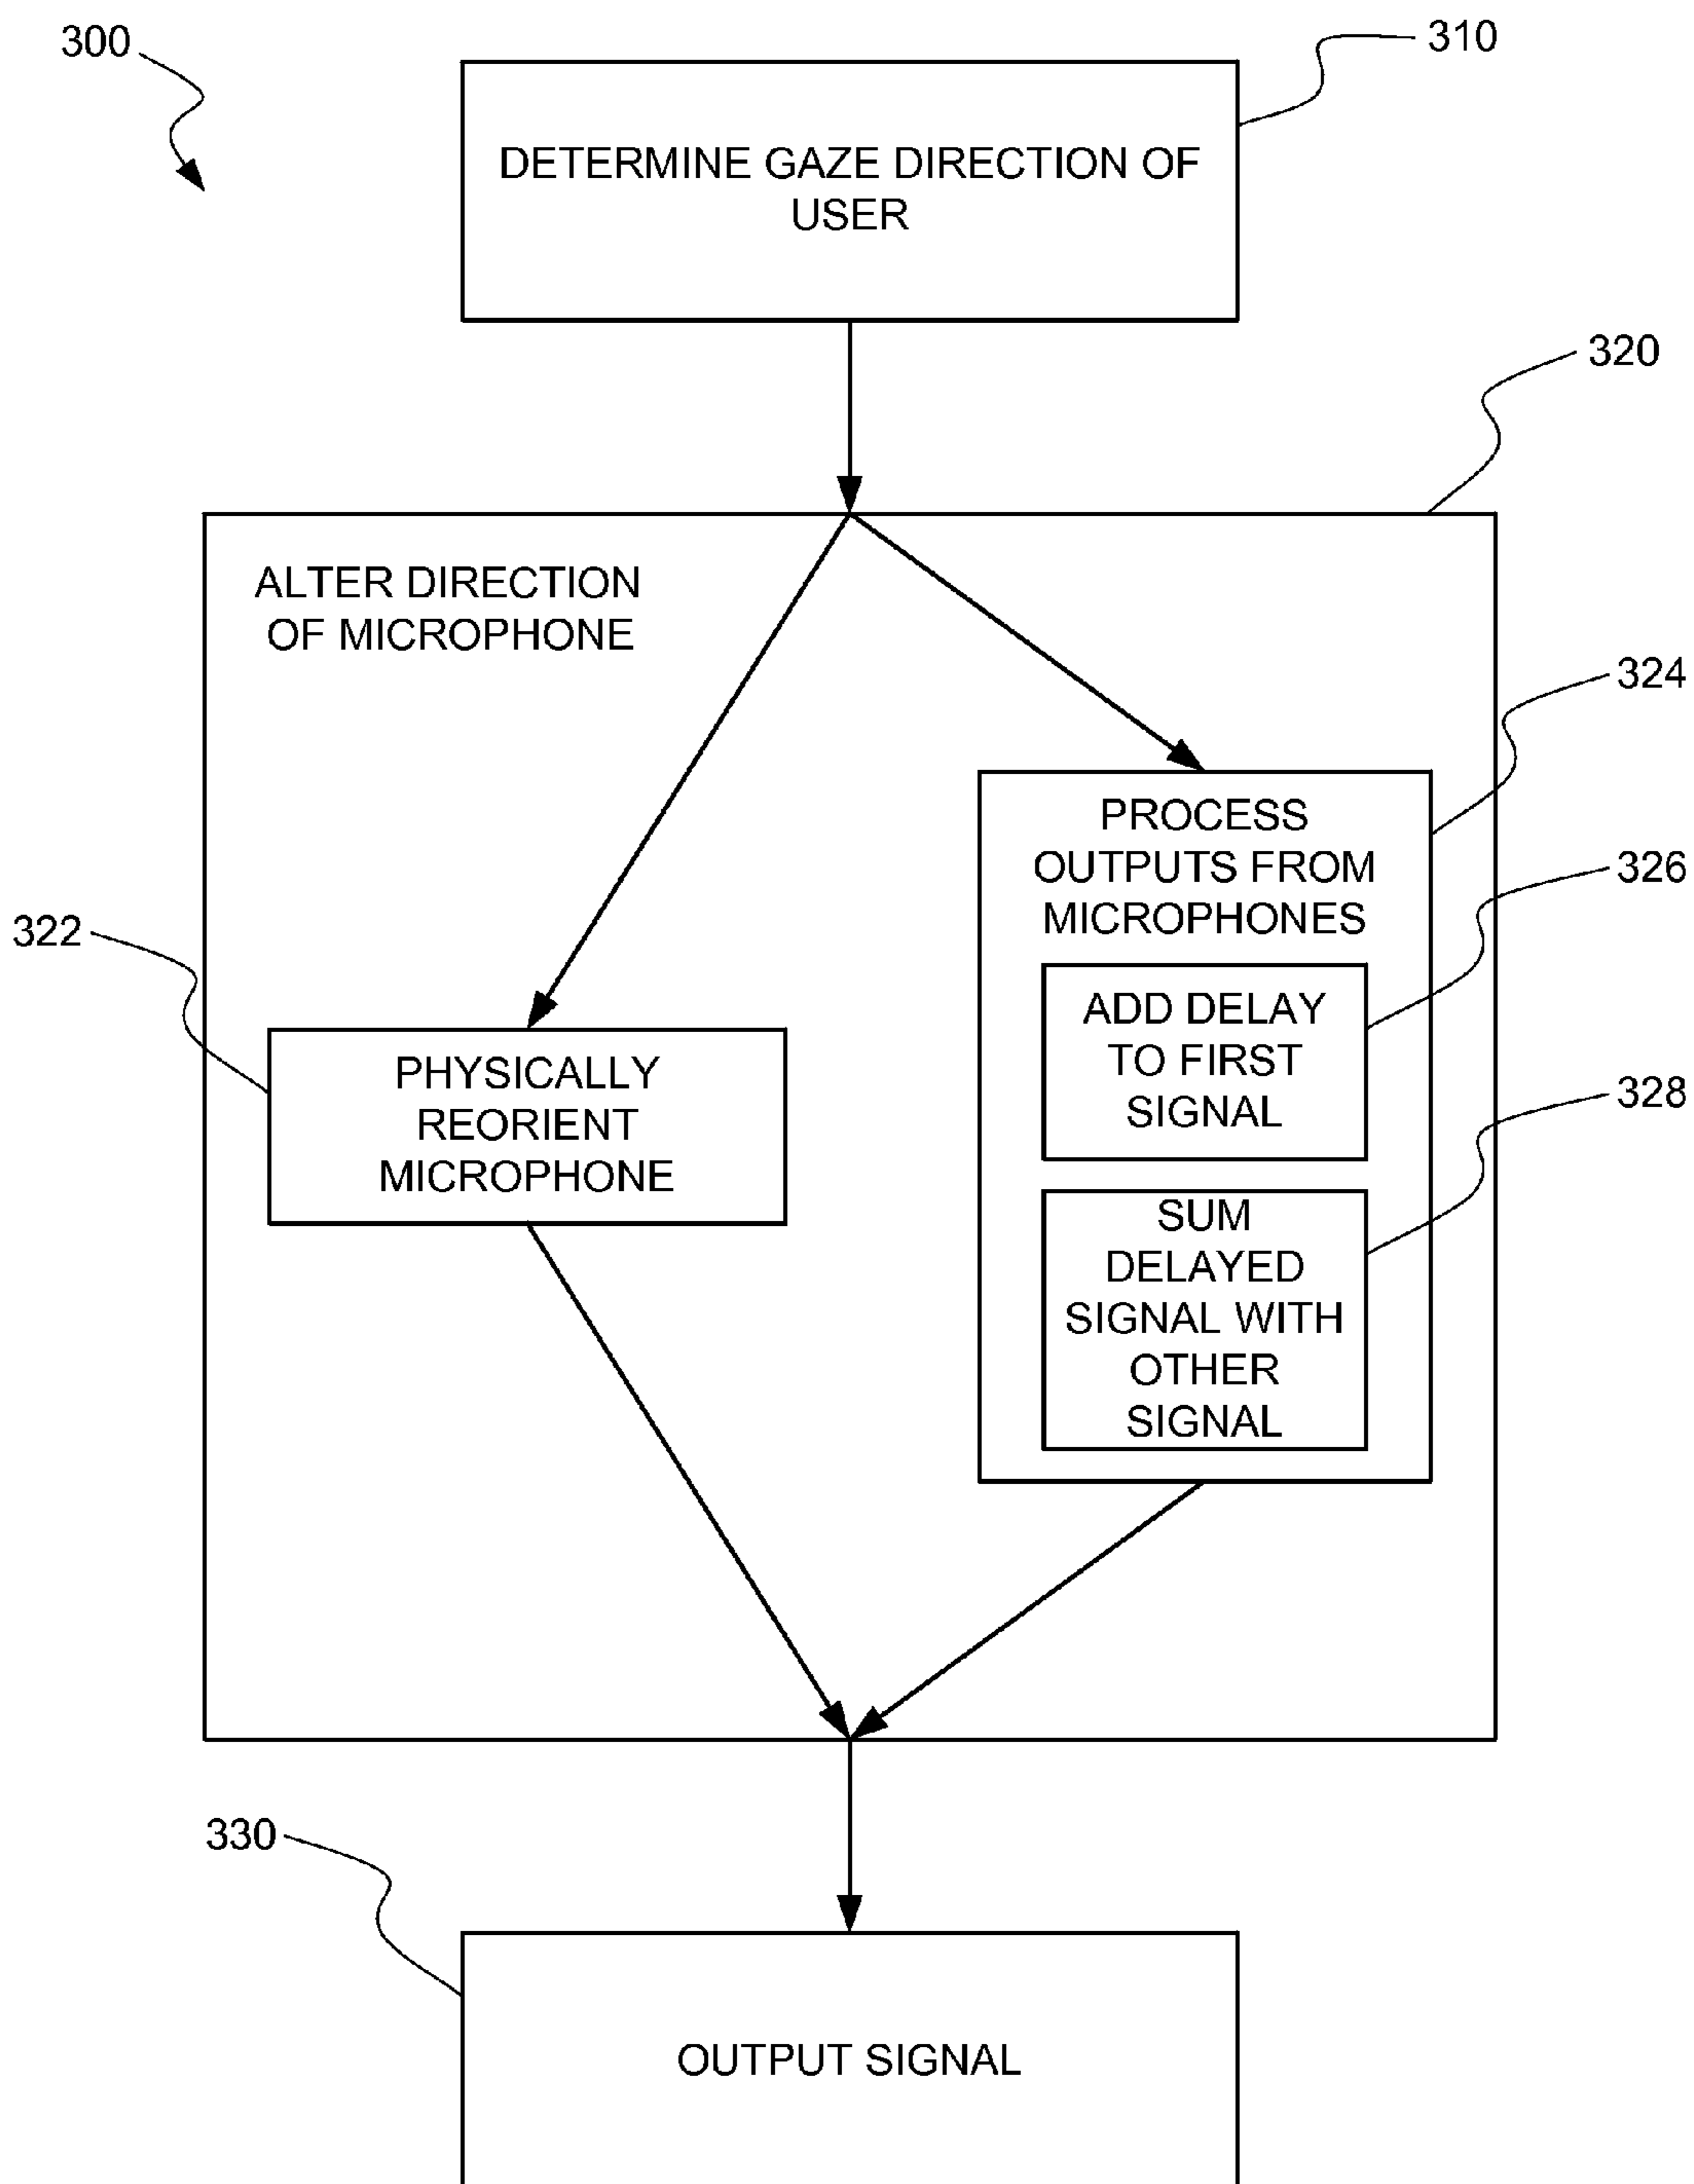 300
310
DETERMINE GAZE DIRECTION OF
USER
320
ALTER DIRECTION
OF MICROPHONE
324
PROCESS
OUTPUTS FROM
MICROPHONES
326
322
ADD DELAY
TO FIRST
SIGNAL
PHYSICALLY
REORIENT
MICROPHONE
328
SUM
DELAYED
SIGNAL WITH
OTHER
SIGNAL
330
OUTPUT SIGNAL